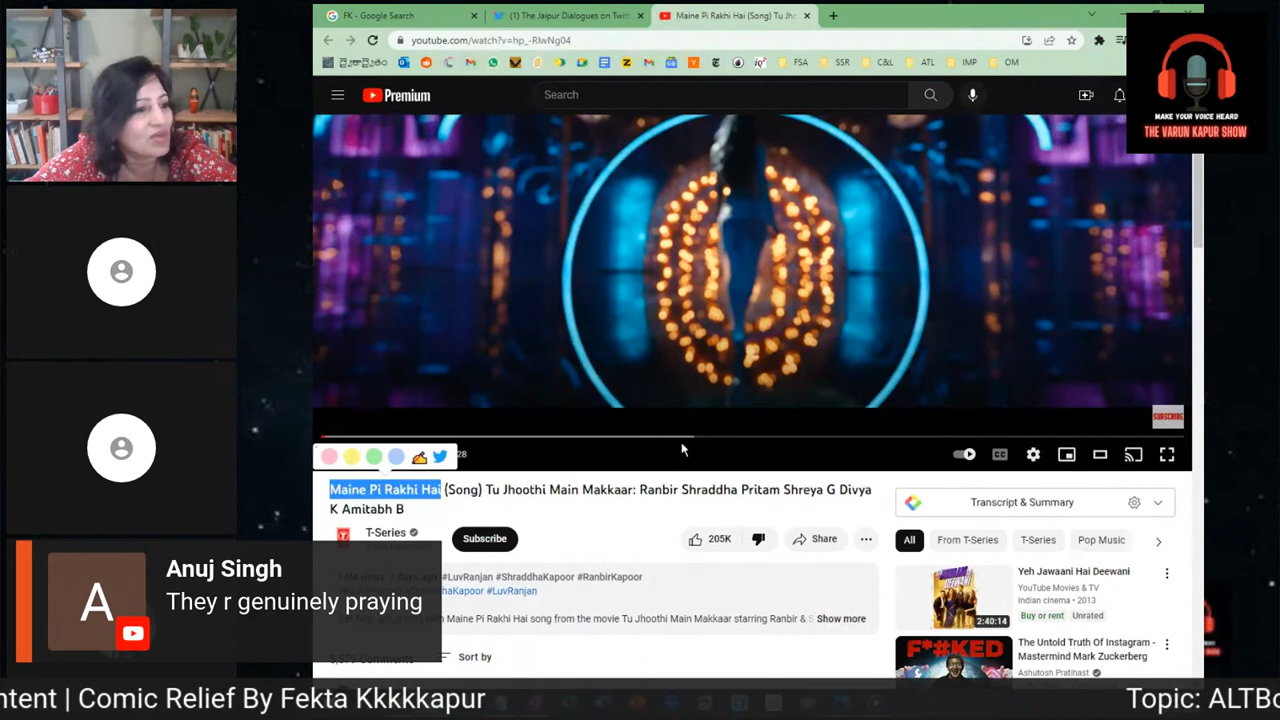 FK - Google Search
(1) The Jaipur Dialogues on Twitt
Maine Pi Rakhi Hai (Song) Tu Jho
youtube.com/watch?v=hp_-RlwNg04
FSA
SSR
C&L
ATL
IMP
OM
MAKE YOUR VOICE HEARD
THE VARUN KAPUR SHOW
Premium
Search
SUBSCRIBE
28
Maine Pi Rakhi Hai (Song) Tu Jhoothi Main Makkaar: Ranbir Shraddha Pritam Shreya G Divya
K Amitabh B
T-Series
Subscribe
205K
Share
Transcript & Summary
All
From T-Series
T-Series
Pop Music
#LuvRanjan #ShraddhaKapoor #RanbirKapoor
#LuvRanjan
Maine Pi Rakhi Hai song from the movie Tu Jhoothi Main Makkaar starring Ranbir & S Show more
Sort by
Yeh Jawaani Hai Deewani
YouTube Movies & TV
Indian cinema • 2013
Buy or rent
Unrated
2:40:14
The Untold Truth Of Instagram -
Mastermind Mark Zuckerberg
Ashutosh Pratihast
F*#KED
A
Anuj Singh
They r genuinely praying
ntent | Comic Relief By Fekta Kkkkkapur
Topic: ALTBa